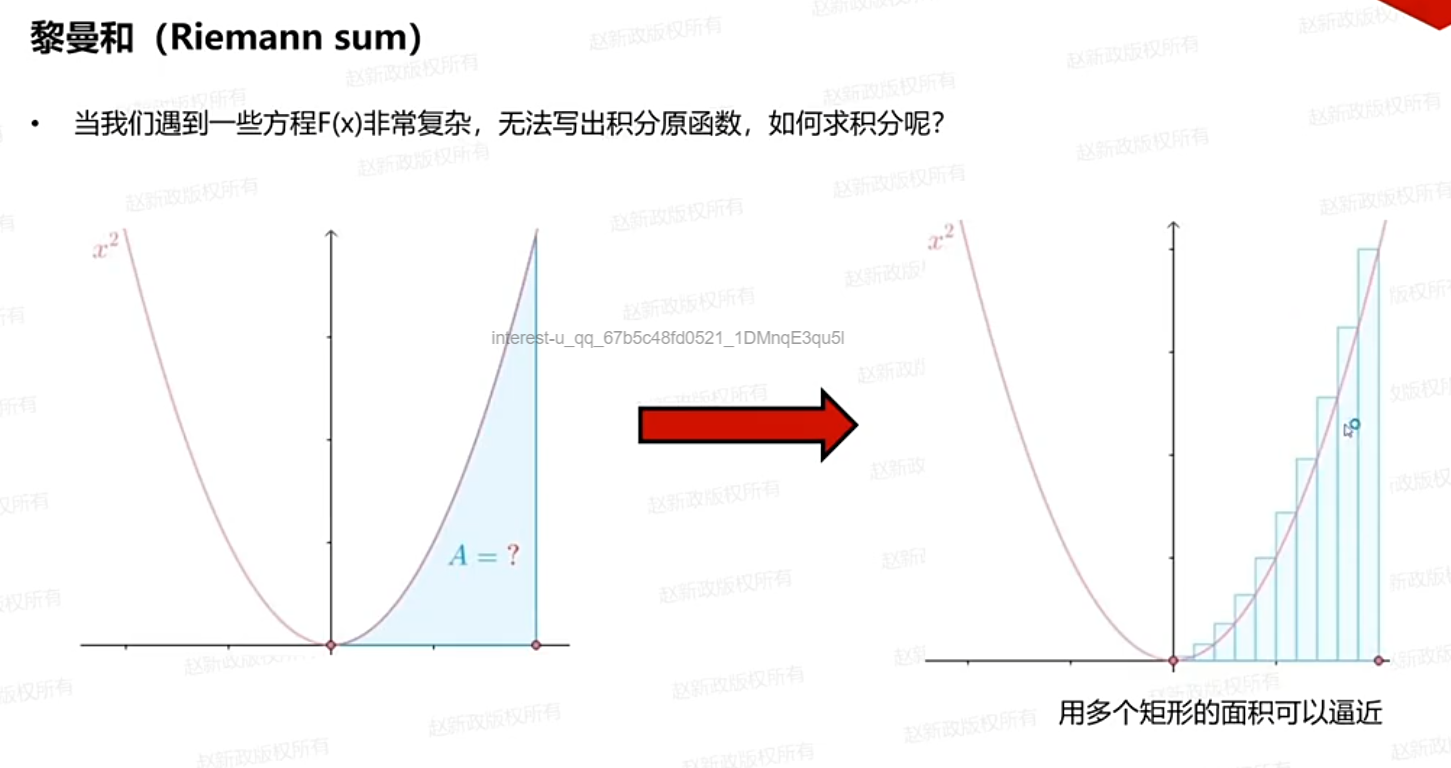 黎曼和（Riemann sum）
• 当我们遇到一些方程F(x)非常复杂，无法写出积分原函数，如何求积分呢？
x²
A = ?
x²
interest-u_qq_67b5c48fd0521_1DMnqE3qu5l
用多个矩形的面积可以逼近
赵新政版权所有